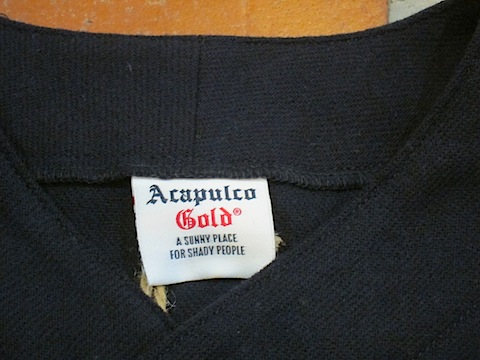 Acapulco
Gold®
A SUNNY PLACE
FOR SHADY PEOPLE